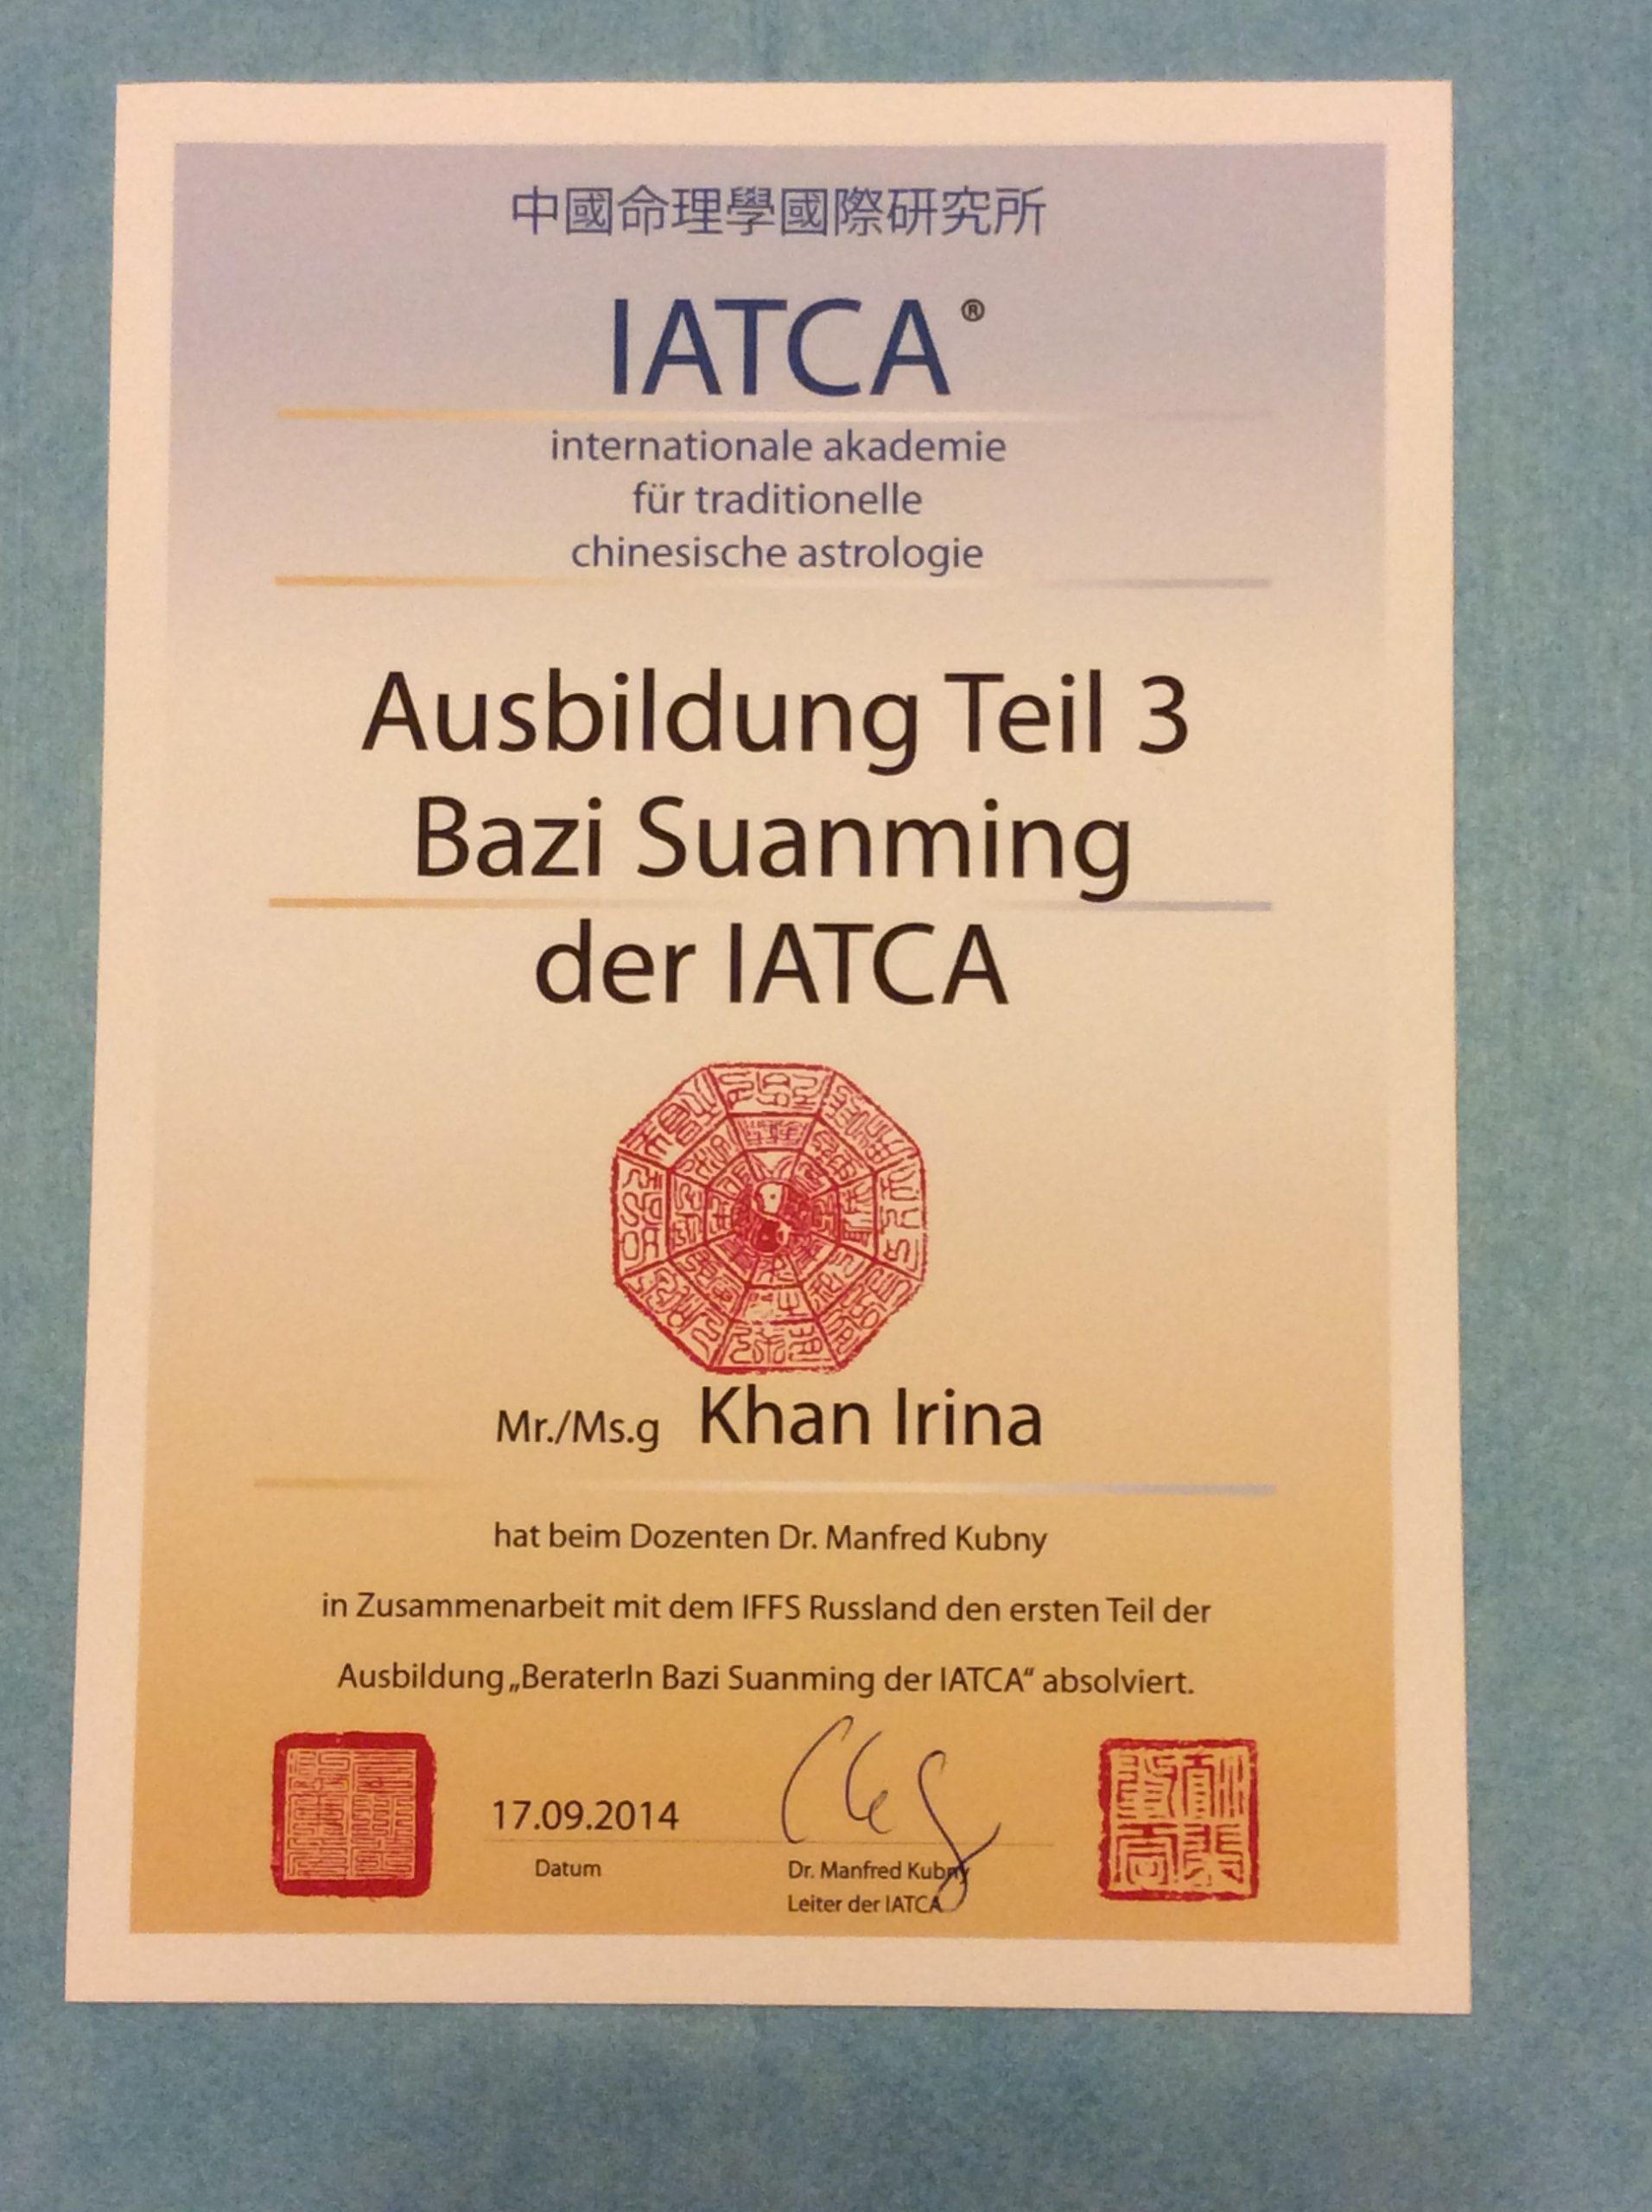 中國命理學國際研究所
IATCA®
internationale akademie
für traditionelle
chinesische astrologie
Ausbildung Teil 3
Bazi Suanming
der IATCA
Mr./Ms.g Khan Irina
hat beim Dozenten Dr. Manfred Kubny
in Zusammenarbeit mit dem IFFS Russland den ersten Teil der
Ausbildung „BeraterIn Bazi Suanming der IATCA“ absolviert.
17.09.2014
Datum
Dr. Manfred Kubny
Leiter der IATCA